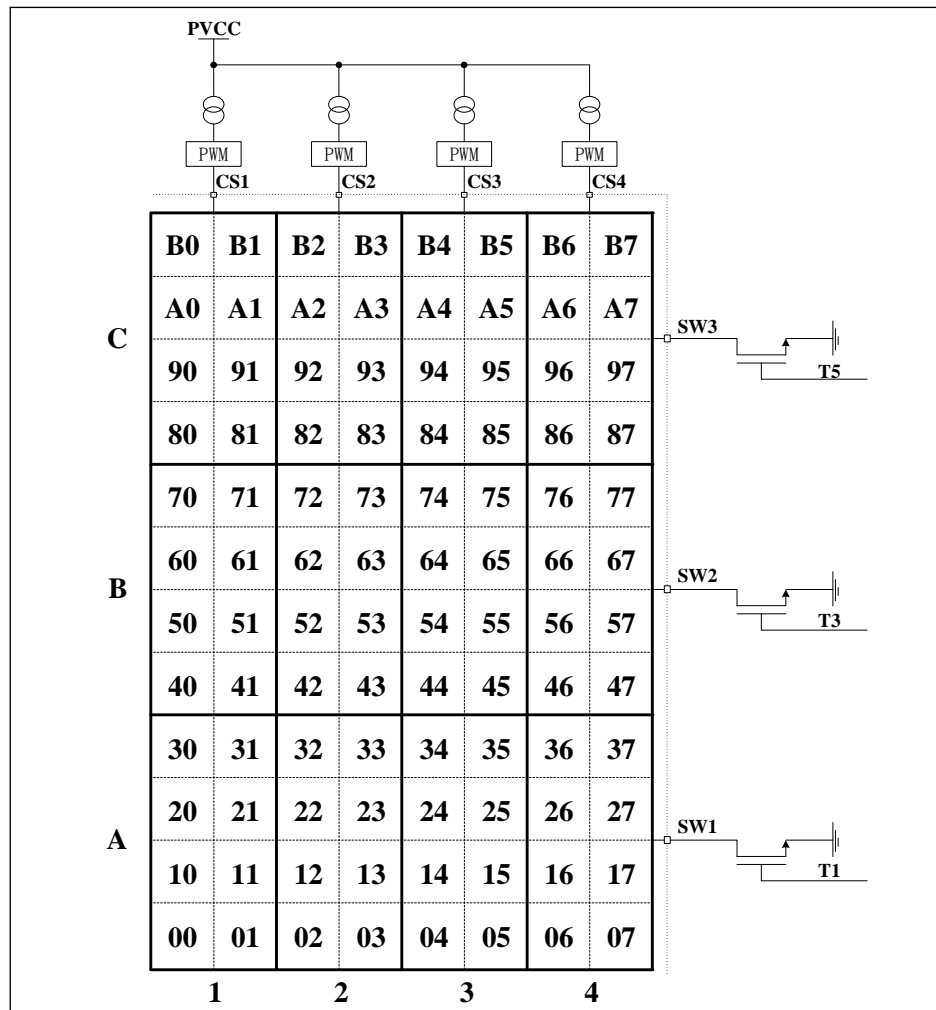 PVCC
PWM PWM PWM PWM
CS1 CS2 CS3 CS4
B0 B1 B2 B3 B4 B5 B6 B7
A0 A1 A2 A3 A4 A5 A6 A7
SW3
C
T5
90 91 92 93 94 95 96 97
80 81 82 83 84 85 86 87
70 71 72 73 74 75 76 77
60 61 62 63 64 65 66 67
SW2
B
T3
50 51 52 53 54 55 56 57
40 41 42 43 44 45 46 47
30 31 32 33 34 35 36 37
20 21 22 23 24 25 26 27
SW1
A
T1
10 11 12 13 14 15 16 17
00 01 02 03 04 05 06 07
1 2 3 4